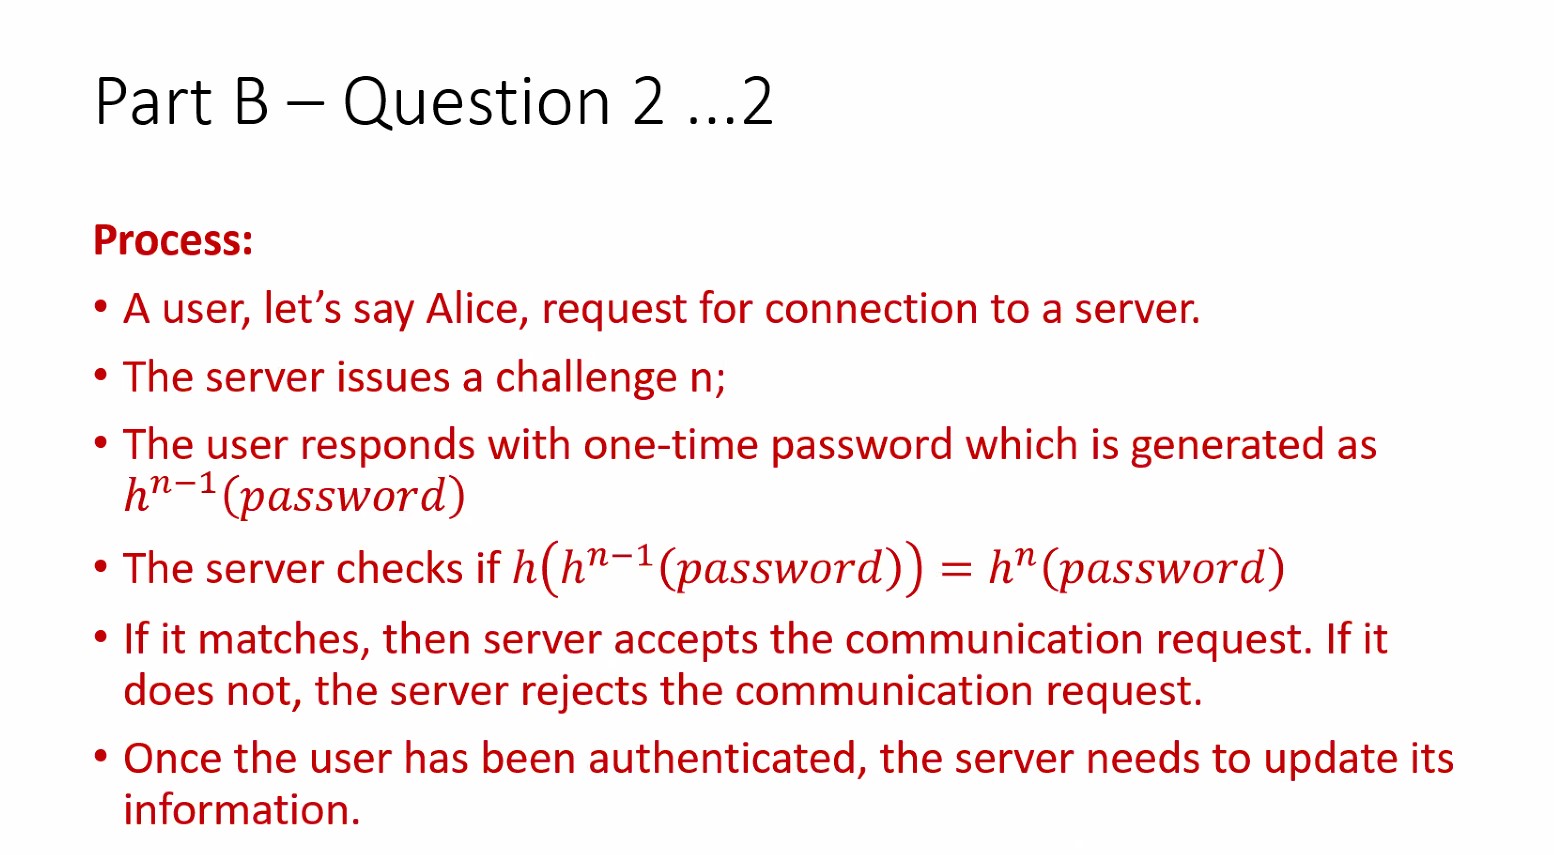 Part B – Question 2 ...2
Process:
• A user, let’s say Alice, request for connection to a server.
• The server issues a challenge n;
• The user responds with one-time password which is generated as
hⁿ⁻¹(password)
• The server checks if h(hⁿ⁻¹(password)) = hⁿ(password)
• If it matches, then server accepts the communication request. If it
does not, the server rejects the communication request.
• Once the user has been authenticated, the server needs to update its
information.